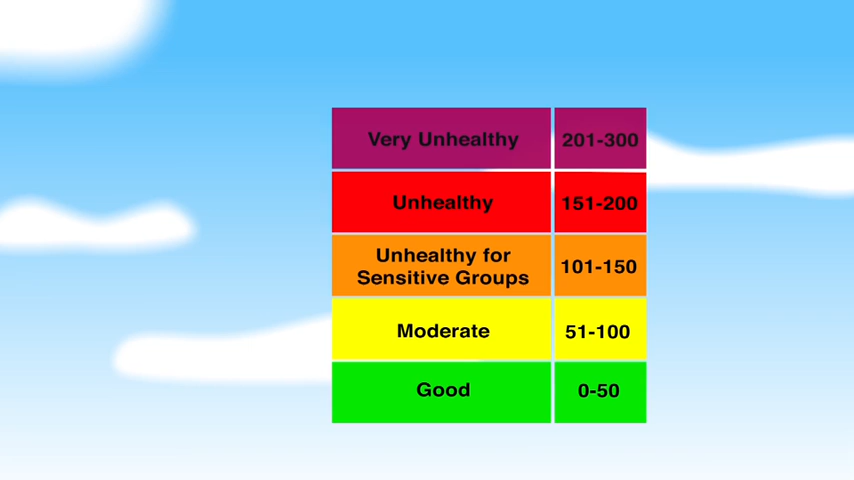 Very Unhealthy 201-300
Unhealthy 151-200
Unhealthy for
Sensitive Groups 101-150
Moderate 51-100
Good 0-50